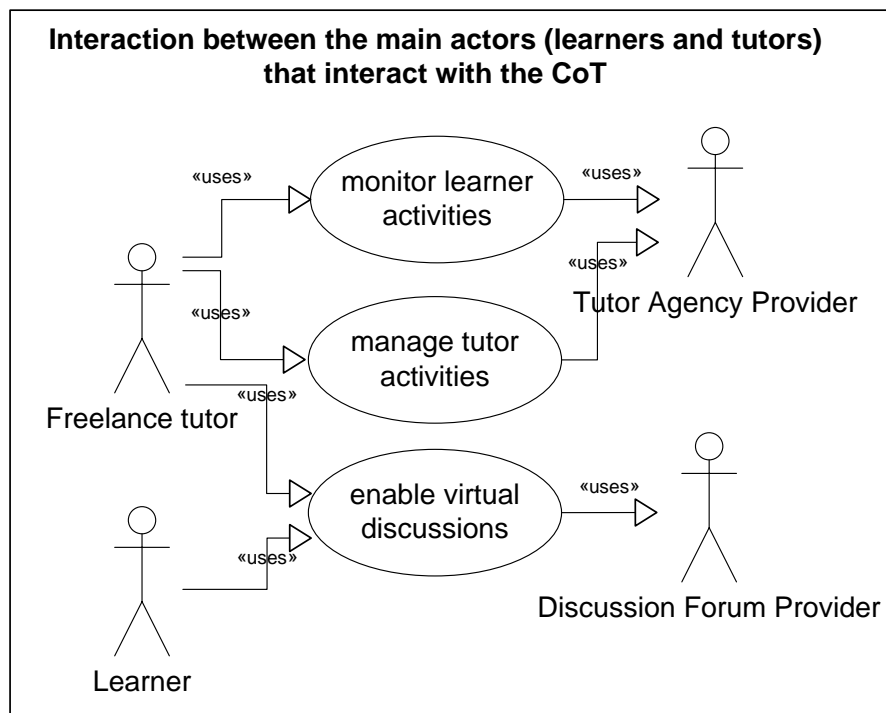 Interaction between the main actors (learners and tutors)
that interact with the CoT
«uses»
monitor learner
activities
«uses»
Tutor Agency Provider
«uses»
manage tutor
activities
«uses»
Freelance tutor
«uses»
enable virtual
discussions
«uses»
Discussion Forum Provider
«uses»
Learner